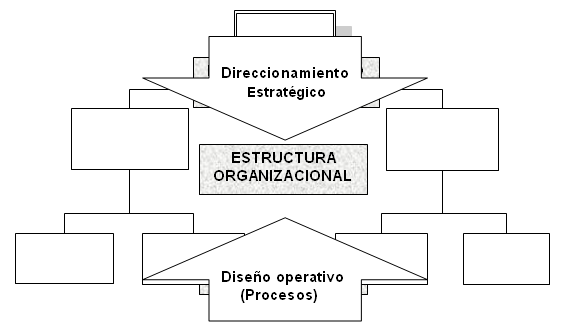 Direccionamiento
Estratégico
ESTRUCTURA
ORGANIZACIONAL
Diseño operativo
(Procesos)